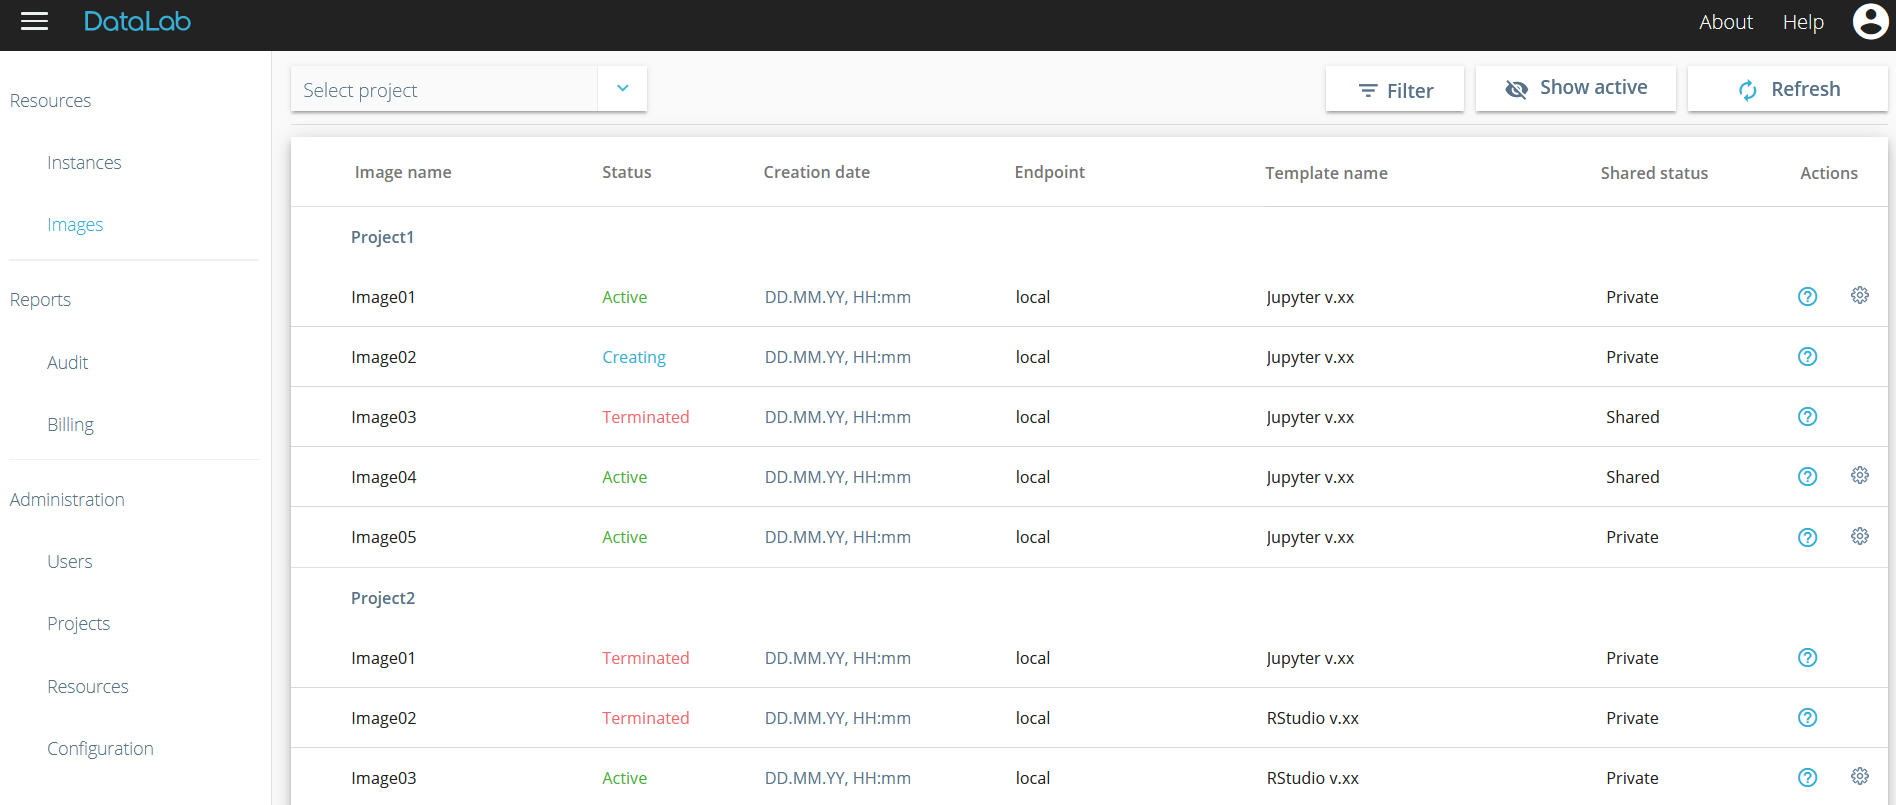 DataLab About Help
Select project Filter Show active Refresh
Resources
Instances
Images
Reports
Audit
Billing
Administration
Users
Projects
Resources
Configuration
Image name Status Creation date Endpoint Template name Shared status Actions
Project1
Image01 Active DD.MM.YY, HH:mm local Jupyter v.xx Private
Image02 Creating DD.MM.YY, HH:mm local Jupyter v.xx Private
Image03 Terminated DD.MM.YY, HH:mm local Jupyter v.xx Shared
Image04 Active DD.MM.YY, HH:mm local Jupyter v.xx Shared
Image05 Active DD.MM.YY, HH:mm local Jupyter v.xx Private
Project2
Image01 Terminated DD.MM.YY, HH:mm local Jupyter v.xx Private
Image02 Terminated DD.MM.YY, HH:mm local RStudio v.xx Private
Image03 Active DD.MM.YY, HH:mm local RStudio v.xx Private